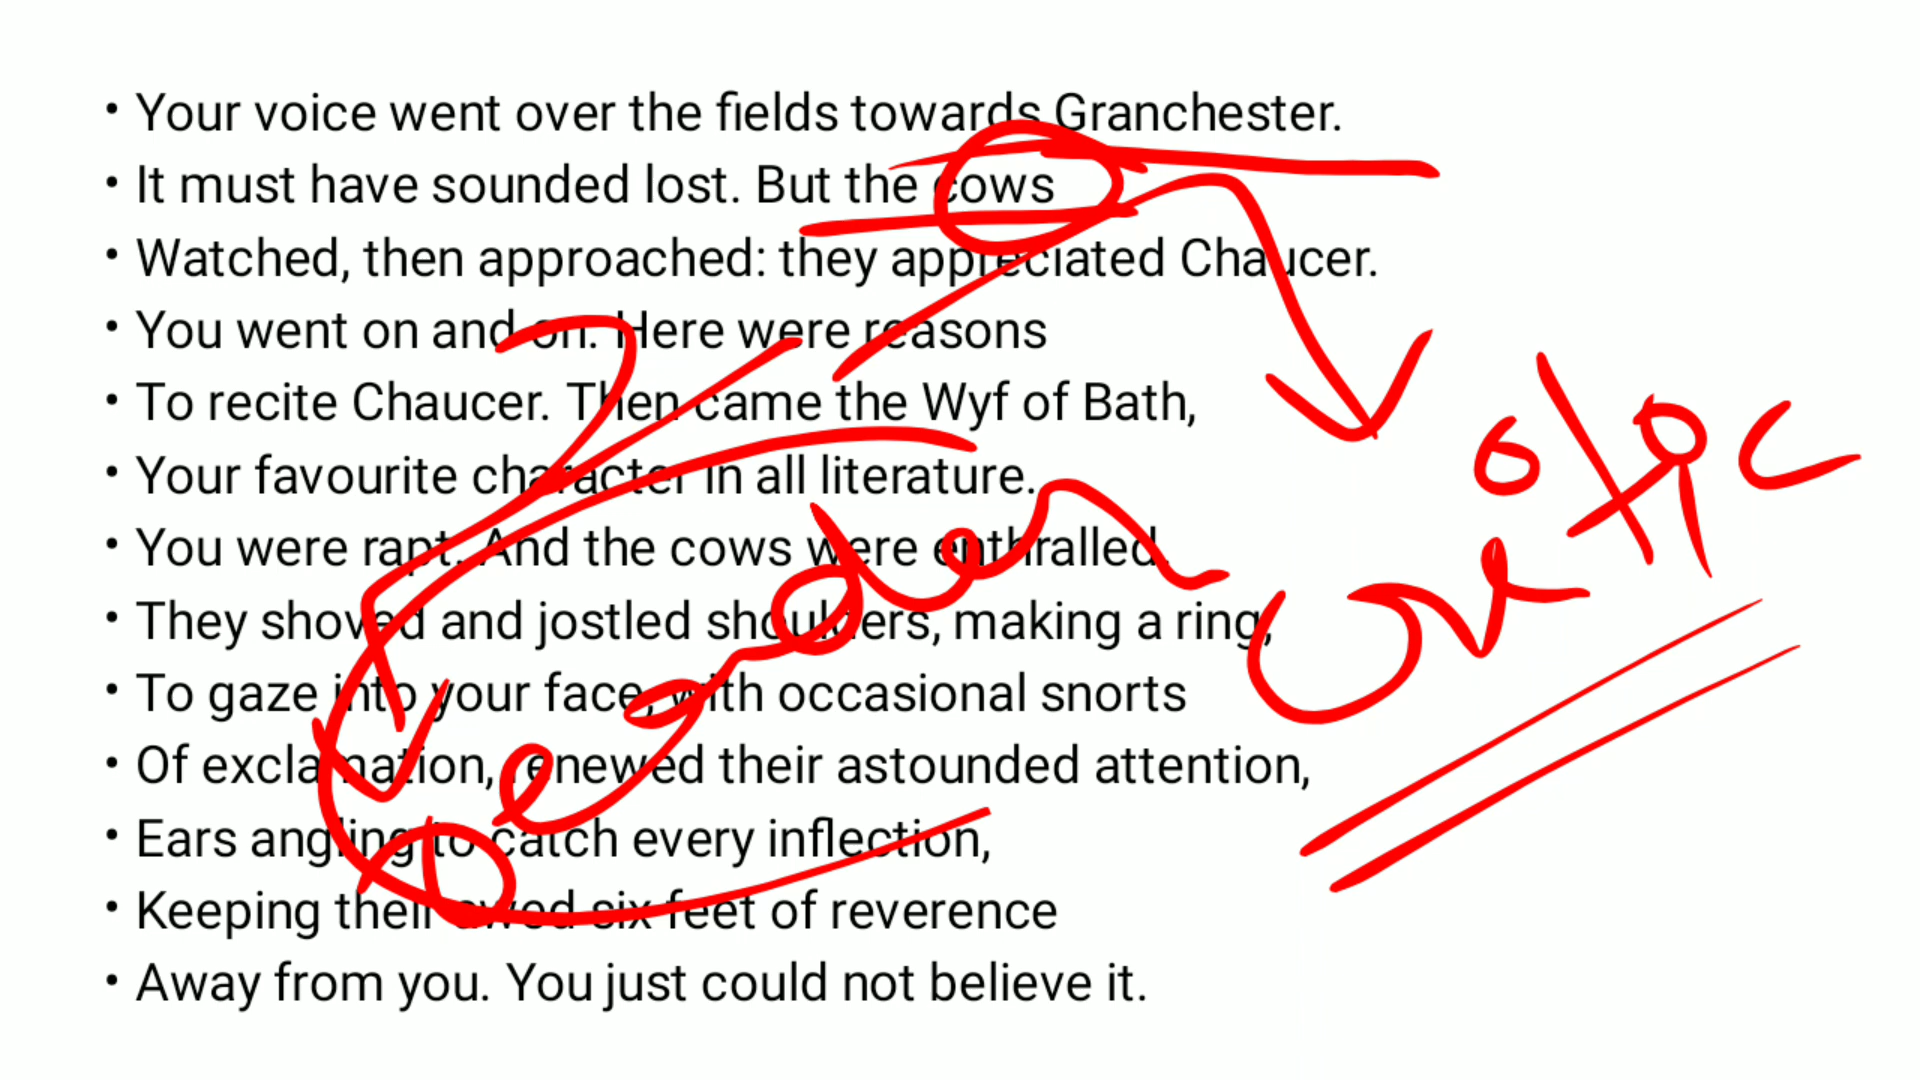 • Your voice went over the fields towards Granchester.
• It must have sounded lost. But the cows
• Watched, then approached: they appreciated Chaucer.
• You went on and on. Here were reasons
• To recite Chaucer. Then came the Wyf of Bath,
• Your favourite character in all literature.
• You were rapt. And the cows were enthralled.
• They shoved and jostled shoulders, making a ring,
• To gaze into your face, with occasional snorts
• Of exclamation, renewed their astounded attention,
• Ears angling to catch every inflection,
• Keeping their awed six feet of reverence
• Away from you. You just could not believe it.
2
Reader